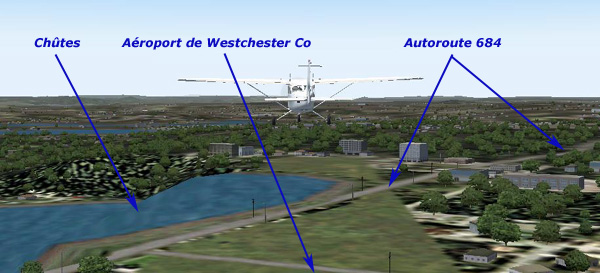 Chûtes
Aéroport de Westchester Co
Autoroute 684